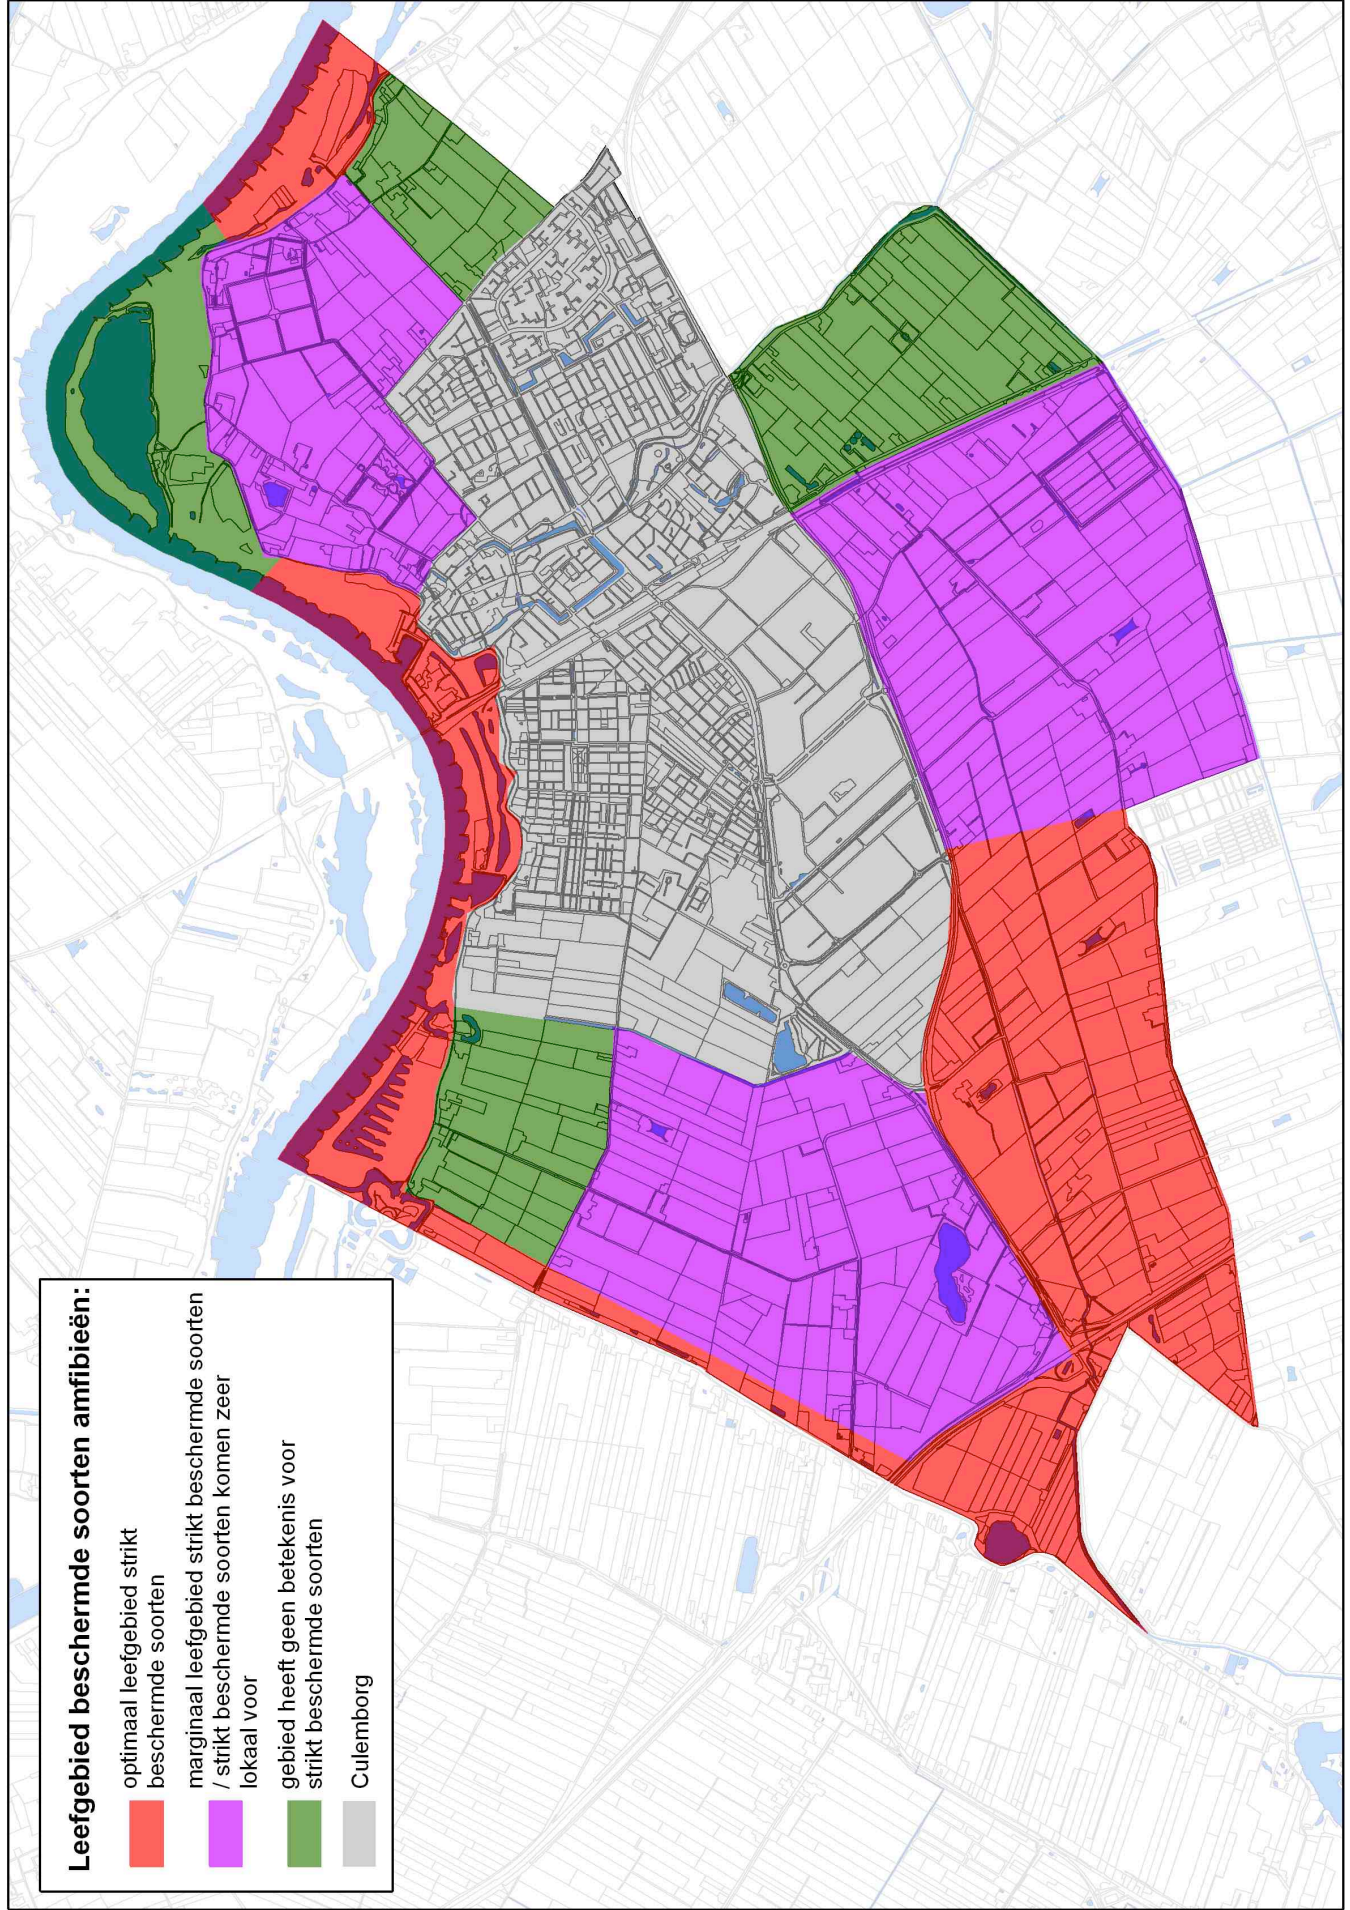 Leefgebied beschermde soorten amfibieën:
optimaal leefgebied strikt
beschermde soorten
marginaal leefgebied strikt beschermde soorten
/ strikt beschermde soorten komen zeer
lokaal voor
gebied heeft geen betekenis voor
strikt beschermde soorten
Culemborg